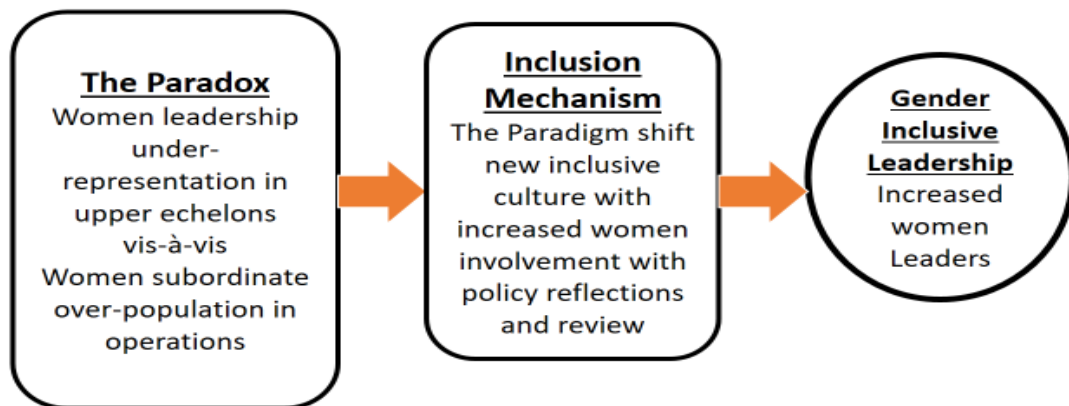 The Paradox
Women leadership
under-
representation in
upper echelons
vis-à-vis
Women subordinate
over-population in
operations
Inclusion
Mechanism
The Paradigm shift
new inclusive
culture with
increased women
involvement with
policy reflections
and review
Gender
Inclusive
Leadership
Increased
women
Leaders